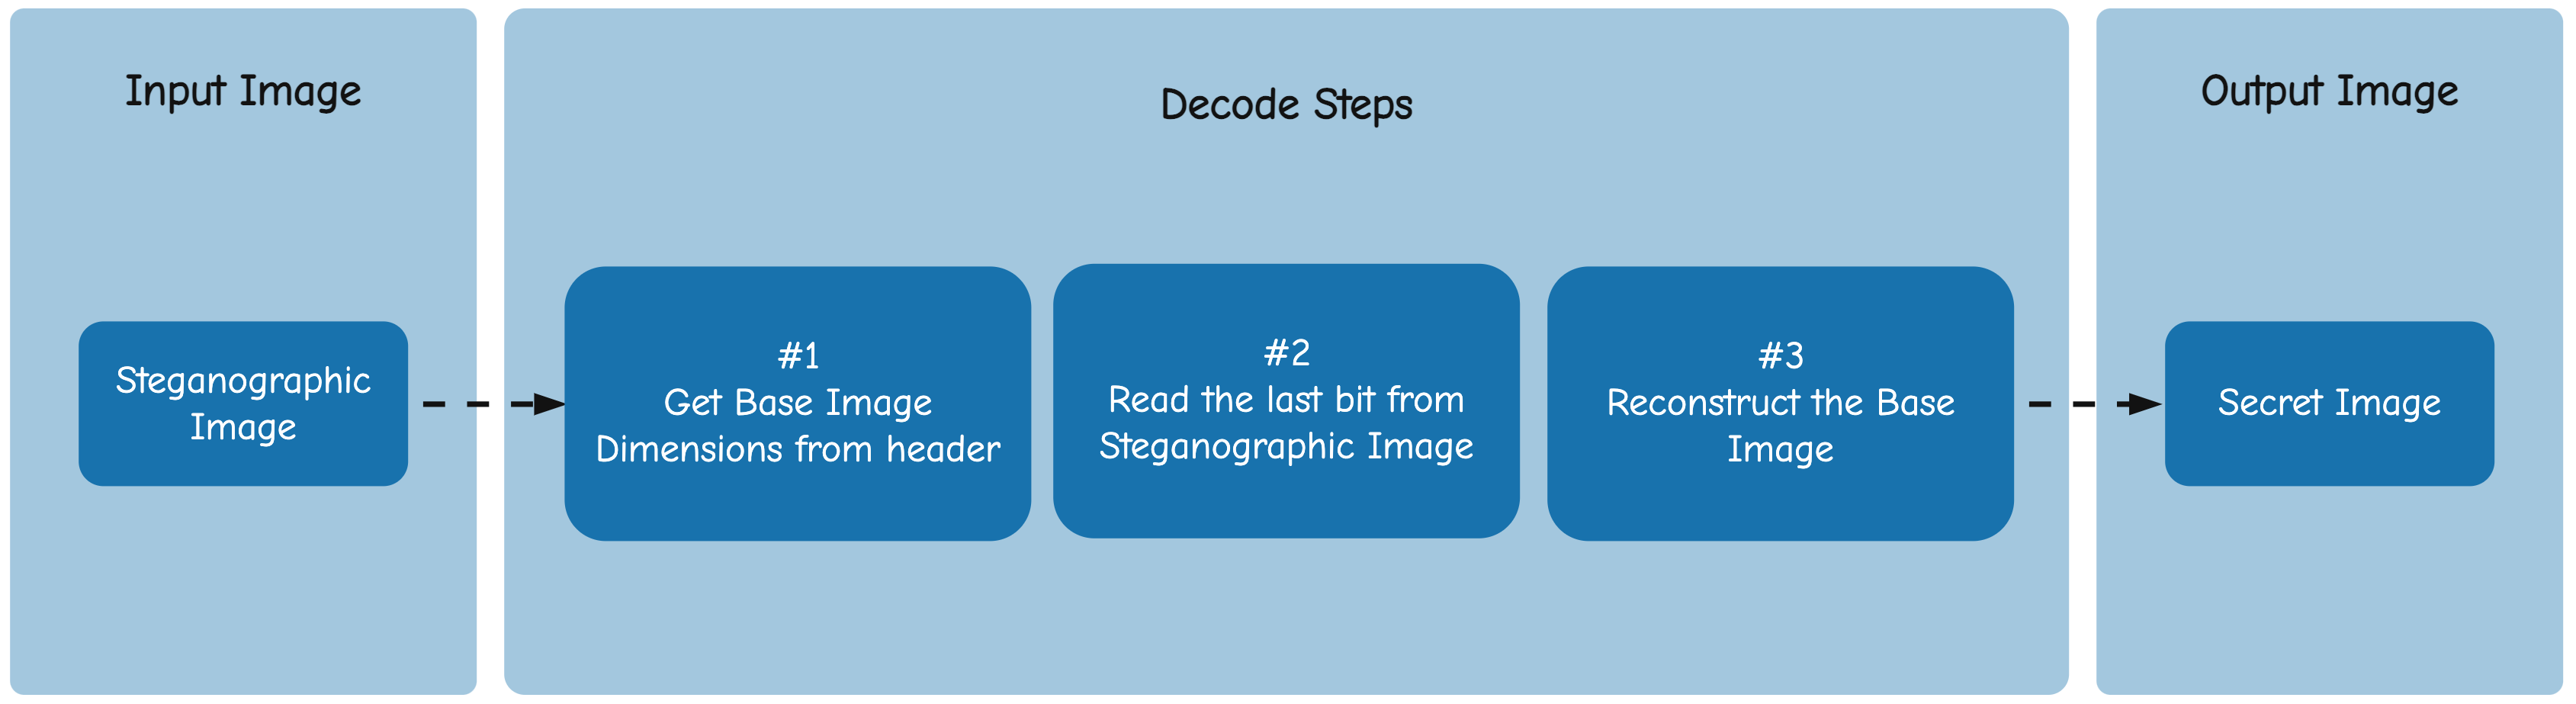 Input Image
Steganographic
Image
Decode Steps
#1
Get Base Image
Dimensions from header
#2
Read the last bit from
Steganographic Image
#3
Reconstruct the Base
Image
Output Image
Secret Image